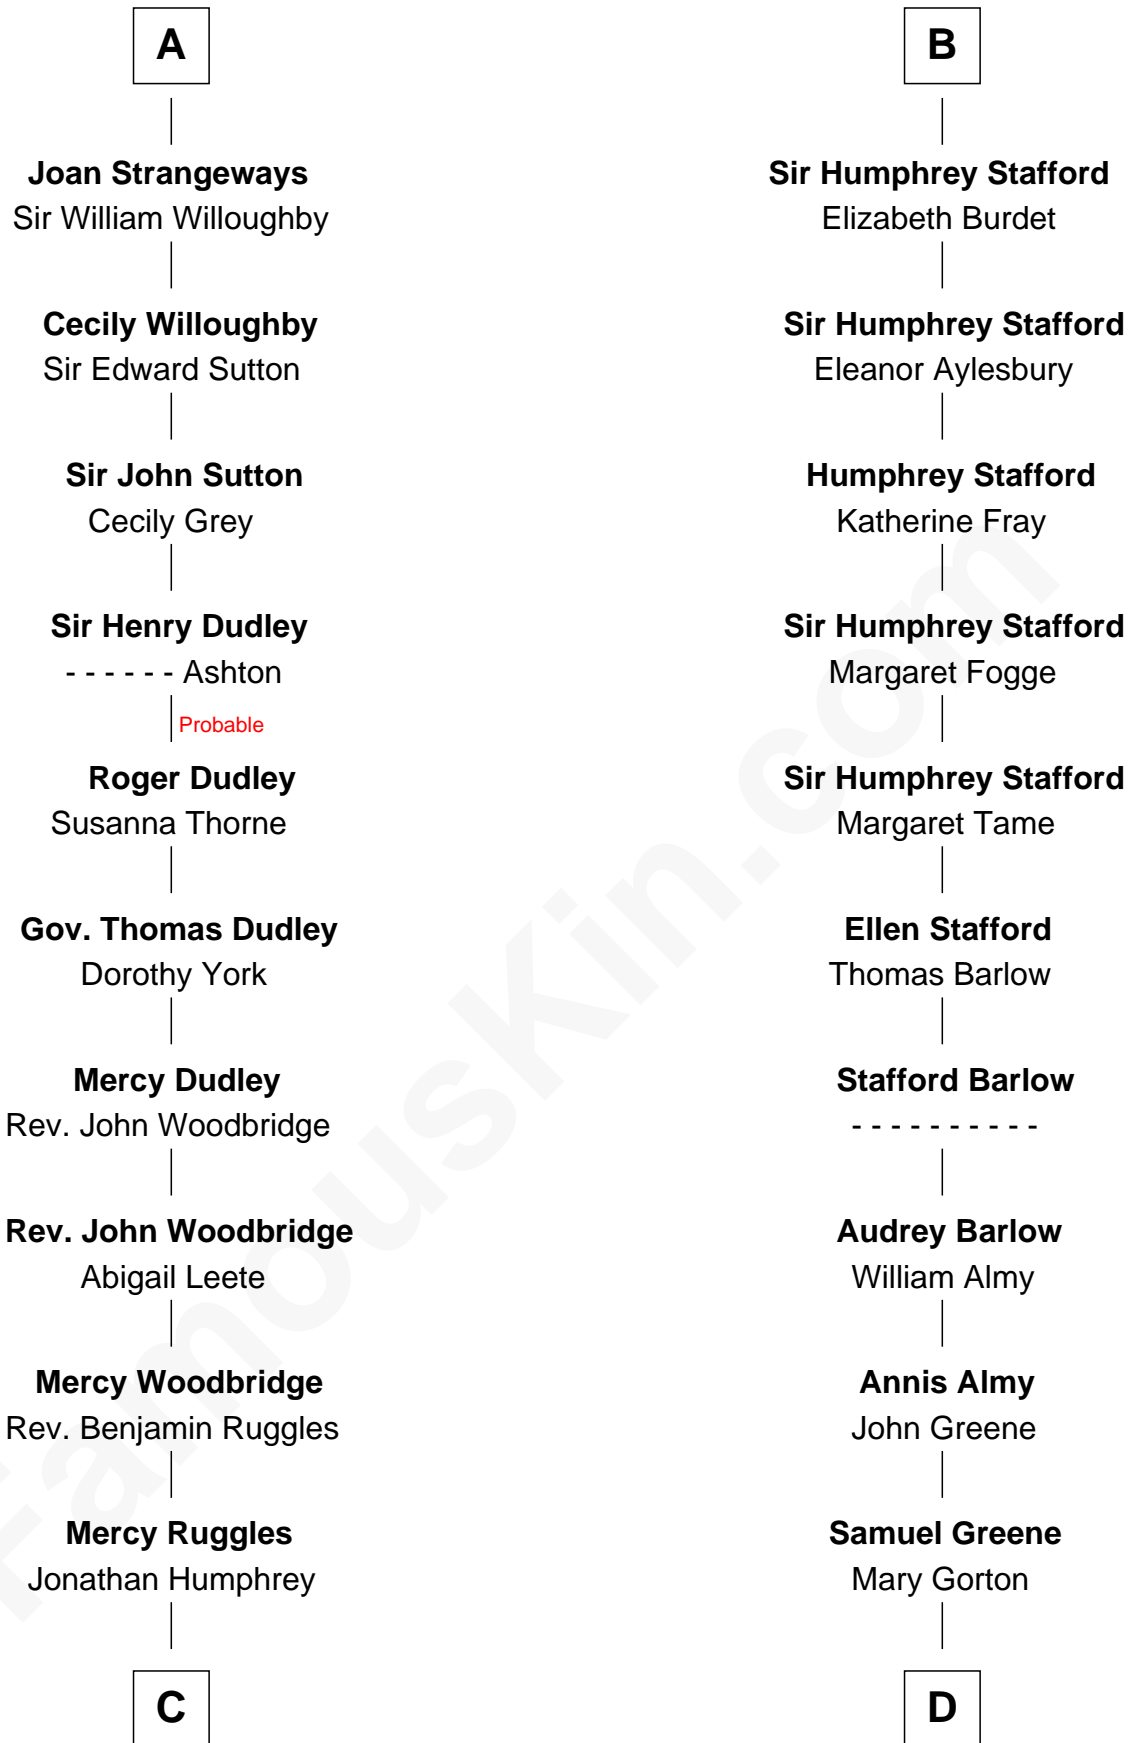 A
Joan Strangeways
Sir William Willoughby
Cecily Willoughby
Sir Edward Sutton
Sir John Sutton
Cecily Grey
Sir Henry Dudley
- - - - - - Ashton
Probable
Roger Dudley
Susanna Thorne
Gov. Thomas Dudley
Dorothy York
Mercy Dudley
Rev. John Woodbridge
Rev. John Woodbridge
Abigail Leete
Mercy Woodbridge
Rev. Benjamin Ruggles
Mercy Ruggles
Jonathan Humphrey
C
B
Sir Humphrey Stafford
Elizabeth Burdet
Sir Humphrey Stafford
Eleanor Aylesbury
Humphrey Stafford
Katherine Fray
Sir Humphrey Stafford
Margaret Fogge
Sir Humphrey Stafford
Margaret Tame
Ellen Stafford
Thomas Barlow
Stafford Barlow
- - - - - - - - - -
Audrey Barlow
William Almy
Annis Almy
John Greene
Samuel Greene
Mary Gorton
D
FamousKin.com